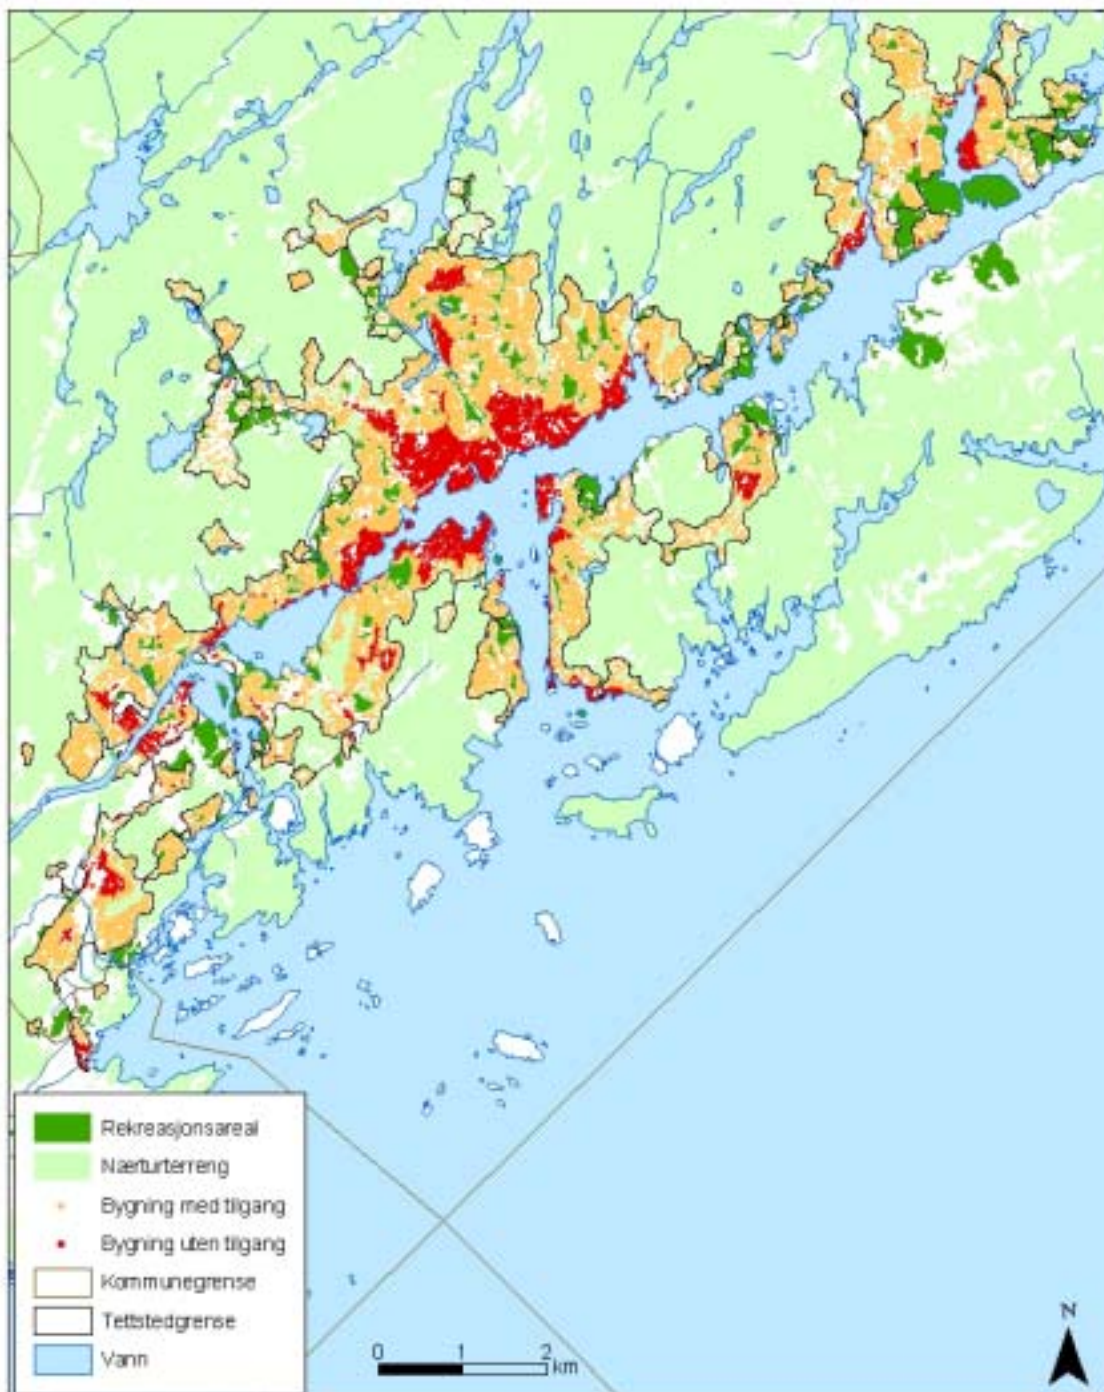 Rekreasjonsareal
Nærturterreng
Bygning med tilgang
Bygning uten tilgang
Kommunegrense
Tettstedgrense
Vann
0 1 2
km
N